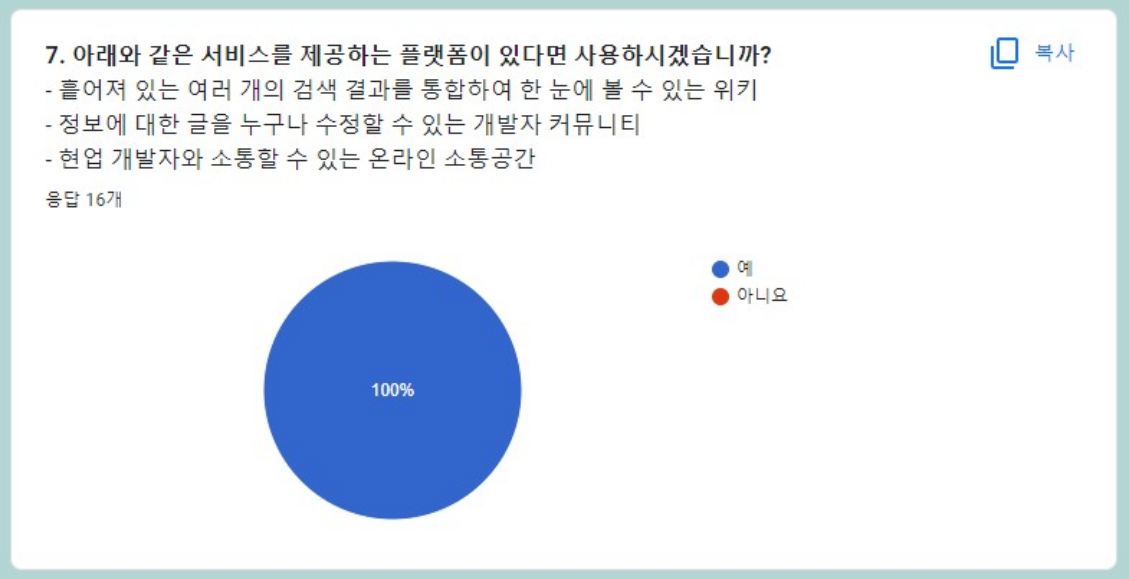 7. 아래와 같은 서비스를 제공하는 플랫폼이 있다면 사용하시겠습니까?
복사
- 흩어져 있는 여러 개의 검색 결과를 통합하여 한 눈에 볼 수 있는 위키
- 정보에 대한 글을 누구나 수정할 수 있는 개발자 커뮤니티
- 현업 개발자와 소통할 수 있는 온라인 소통공간
응답 16개
예
아니요
100%